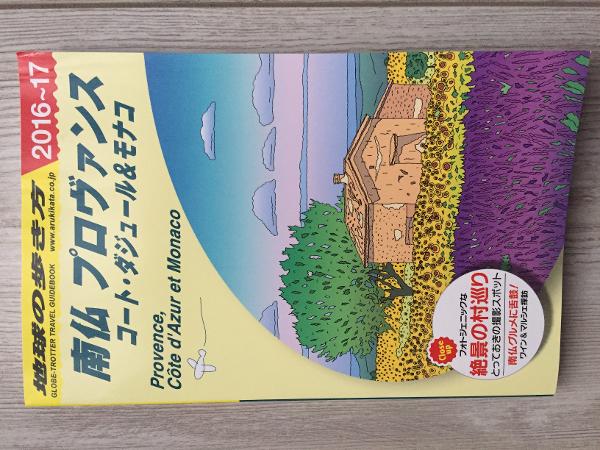 地球の歩き方
2016~17
GLOBE-TROTTER TRAVEL GUIDEBOOK
www.arukikata.co.jp
南仏 プロヴァンス
コート・ダジュール&モナコ
Provence,
Côte d'Azur et Monaco
Close up
フォトジェニックな
絶景の村巡り
とっておきの撮影スポット
南仏グルメに舌鼓!
ワイン&マルシェ探訪